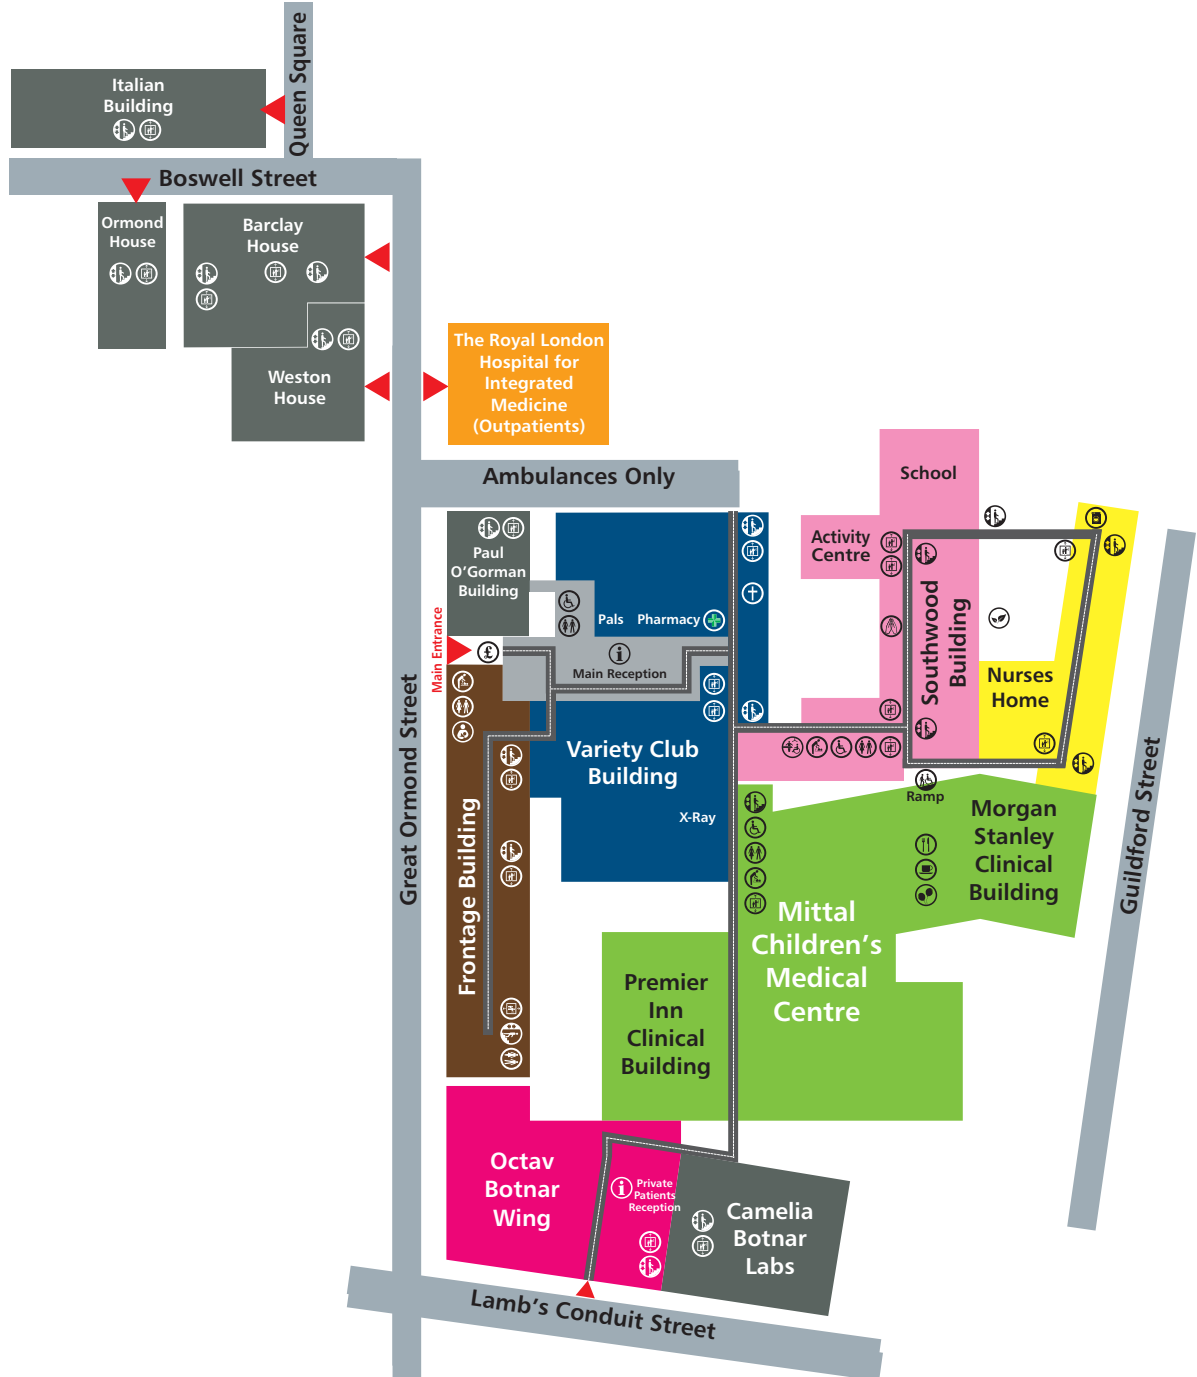 Queen Square
Italian
Building
Boswell Street
Ormond
House
Barclay
House
Weston
House
The Royal London
Hospital for
Integrated
Medicine
(Outpatients)
Ambulances Only
School
Activity
Centre
Paul
O'Gorman
Building
Pals
Pharmacy
Main Entrance
£
i
Main Reception
Southwood
Building
Nurses
Home
Variety Club
Building
X-Ray
Ramp
Morgan
Stanley
Clinical
Building
Great Ormond Street
Frontage Building
Guildford Street
Mittal
Children's
Medical
Centre
Premier
Inn
Clinical
Building
Octav
Botnar
Wing
i
Private
Patients
Reception
Camelia
Botnar
Labs
Lamb's Conduit Street